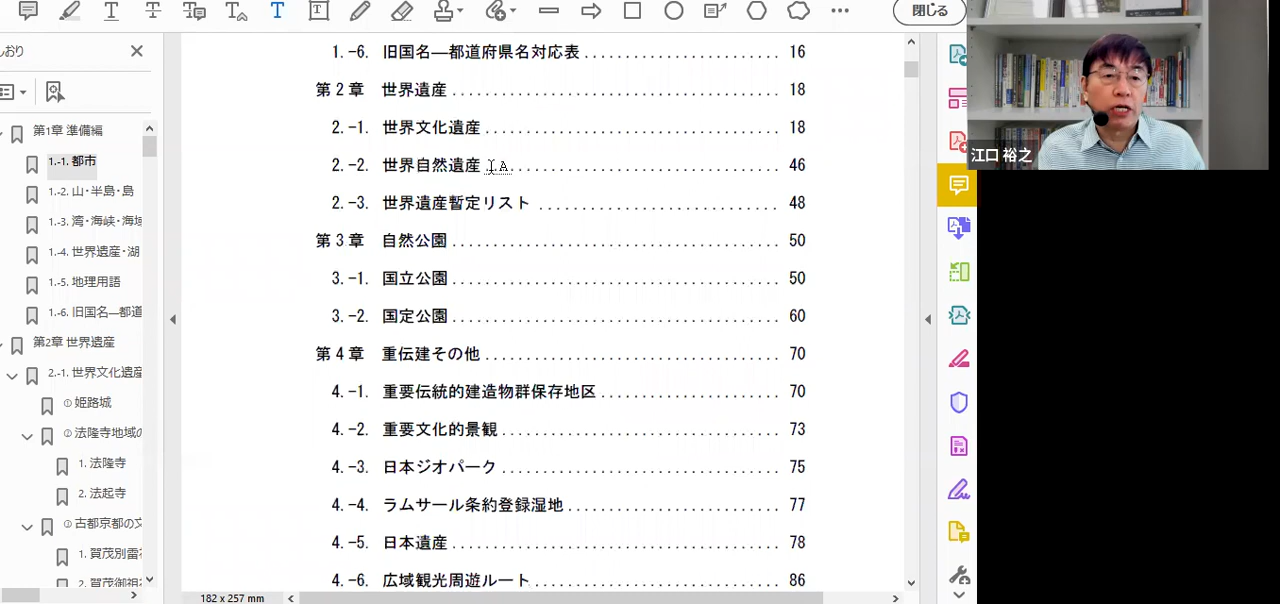 閉じる
おり
第1章 準備編
1.-1. 都市
1.-2. 山・半島・島
1.-3. 湾・海峡・海域
1.-4. 世界遺産・湖
1.-5. 地理用語
1.-6. 旧国名―都道
第2章 世界遺産
2.-1. 世界文化遺産
①姫路城
②法隆寺地域の
1. 法隆寺
2. 法起寺
③古都京都の文
1. 賀茂別雷
2. 賀茂御祖
1.-6. 旧国名―都道府県名対応表 16
第2章 世界遺産 18
2.-1. 世界文化遺産 18
2.-2. 世界自然遺産 46
2.-3. 世界遺産暫定リスト 48
第3章 自然公園 50
3.-1. 国立公園 50
3.-2. 国定公園 60
第4章 重伝建その他 70
4.-1. 重要伝統的建造物群保存地区 70
4.-2. 重要文化的景観 73
4.-3. 日本ジオパーク 75
4.-4. ラムサール条約登録湿地 77
4.-5. 日本遺産 78
4.-6. 広域観光周遊ルート 86
182 x 257 mm
江口 裕之